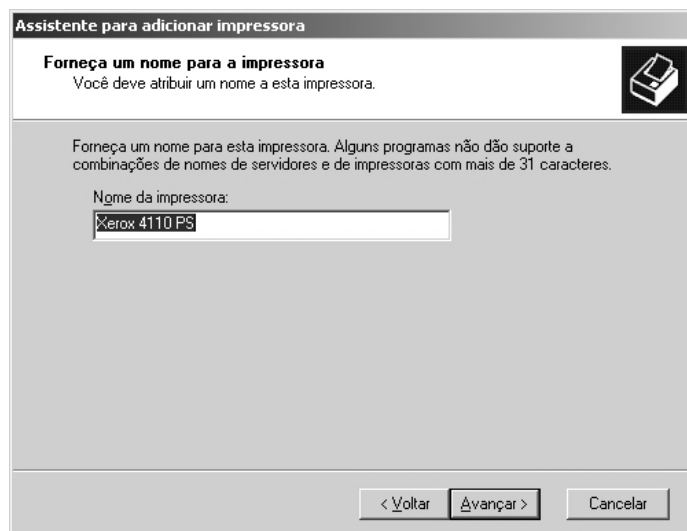 Assistente para adicionar impressora
Forneça um nome para a impressora
Você deve atribuir um nome a esta impressora.
Forneça um nome para esta impressora. Alguns programas não dão suporte a
combinações de nomes de servidores e de impressoras com mais de 31 caracteres.
Nome da impressora:
Xerox 4110 PS
< Voltar Avançar > Cancelar